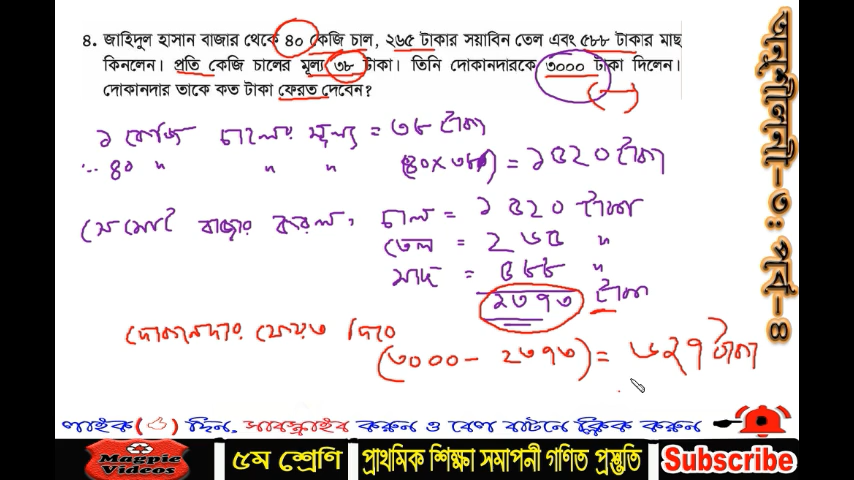 ৪. জাহিদুল হাসান বাজার থেকে ৪০ কেজি চাল, ২৬৫ টাকার সয়াবিন তেল এবং ৫৮৮ টাকার মাছ
কিনলেন। প্রতি কেজি চালের মূল্য ৩৮ টাকা। তিনি দোকানদারকে ৩০০০ টাকা দিলেন।
দোকানদার তাকে কত টাকা ফেরত দেবেন?
(—)
১ কেজি চালের মূল্য = ৩৮ টাকা
∴ ৪০ " " " (৪০×৩৮) = ১৫২০ টাকা
সে মোট বাজার করল, চাল = ১৫২০ টাকা
তেল = ২৬৫ "
মাছ = ৫৮৮ "
২৩৭৩ টাকা
দোকানদার ফেরত দিবে
(৩০০০ - ২৩৭৩) = ৬২৭ টাকা
লাইক( ) দিন, সাবস্ক্রাইব করুন ও বেল বাটনে ক্লিক করুন
Magpie Videos
৫ম শ্রেণি
প্রাথমিক শিক্ষা সমাপনী গণিত প্রস্তুতি
Subscribe
অনুশীলনী-৩: পর্ব-৪